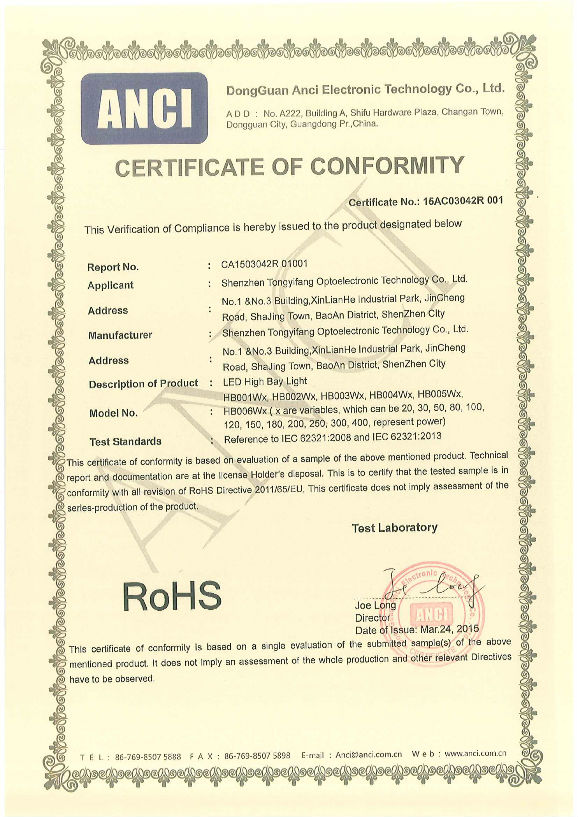 ANCI
DongGuan Anci Electronic Technology Co., Ltd.
ADD : No. A222, Building A, Shifu Hardware Plaza, Changan Town,
Dongguan City, Guangdong Pr.,China.
CERTIFICATE OF CONFORMITY
Certificate No.: 15AC03042R 001
This Verification of Compliance is hereby issued to the product designated below
Report No. : CA1503042R 01001
Applicant : Shenzhen Tongyifang Optoelectronic Technology Co. Ltd.
Address : No.1 &No.3 Building,XinLianHe Industrial Park, JinCheng
Road, ShaJing Town, BaoAn District, ShenZhen City
Manufacturer : Shenzhen Tongyifang Optoelectronic Technology Co., Ltd.
Address : No.1 &No.3 Building,XinLianHe Industrial Park, JinCheng
Road, ShaJing Town, BaoAn District, ShenZhen City
Description of Product : LED High Bay Light
Model No. : HB001Wx, HB002Wx, HB003Wx, HB004Wx, HB005Wx,
HB006Wx ( x are variables, which can be 20, 30, 50, 80, 100,
120, 150, 180, 200, 250, 300, 400, represent power)
Test Standards : Reference to IEC 62321:2008 and IEC 62321:2013
This certificate of conformity is based on evaluation of a sample of the above mentioned product. Technical
report and documentation are at the license Holder's disposal. This is to certify that the tested sample is in
conformity with all revision of RoHS Directive 2011/65/EU. This certificate does not imply assessment of the
series-production of the product.
ANCI
Test Laboratory
RoHS
Joe Long
Joe Long
Director
Date of Issue: Mar.24, 2015
ANCI
This certificate of conformity is based on a single evaluation of the submitted sample(s) of the above
mentioned product. It does not imply an assessment of the whole production and other relevant Directives
have to be observed.
TEL: 86-769-8507 5888 FAX: 86-769-8507 5898 E-mail : Anci@anci.com.cn Web : www.anci.com.cn